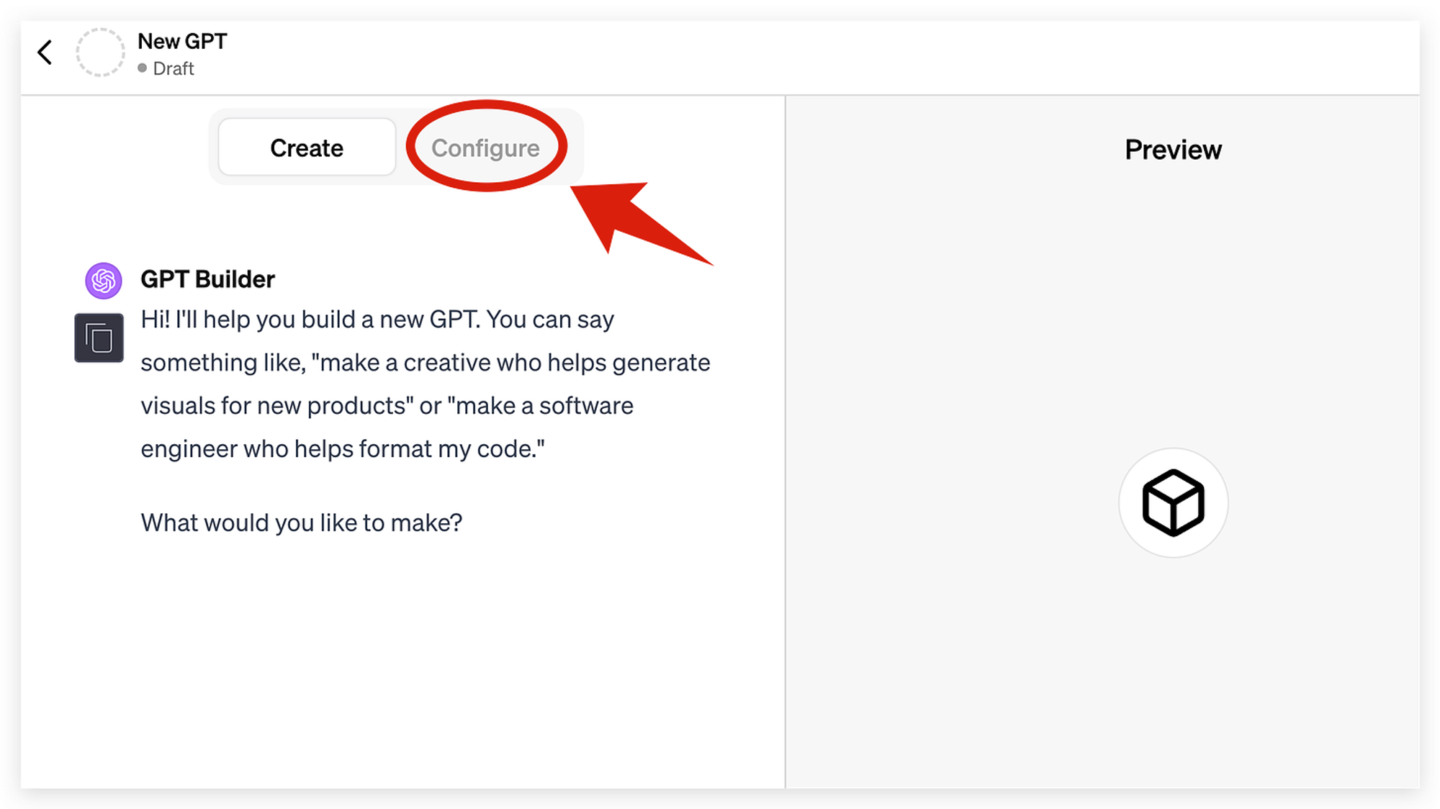 New GPT
Draft
Create
Configure
Preview
GPT Builder
Hi! I'll help you build a new GPT. You can say
something like, "make a creative who helps generate
visuals for new products" or "make a software
engineer who helps format my code."
What would you like to make?